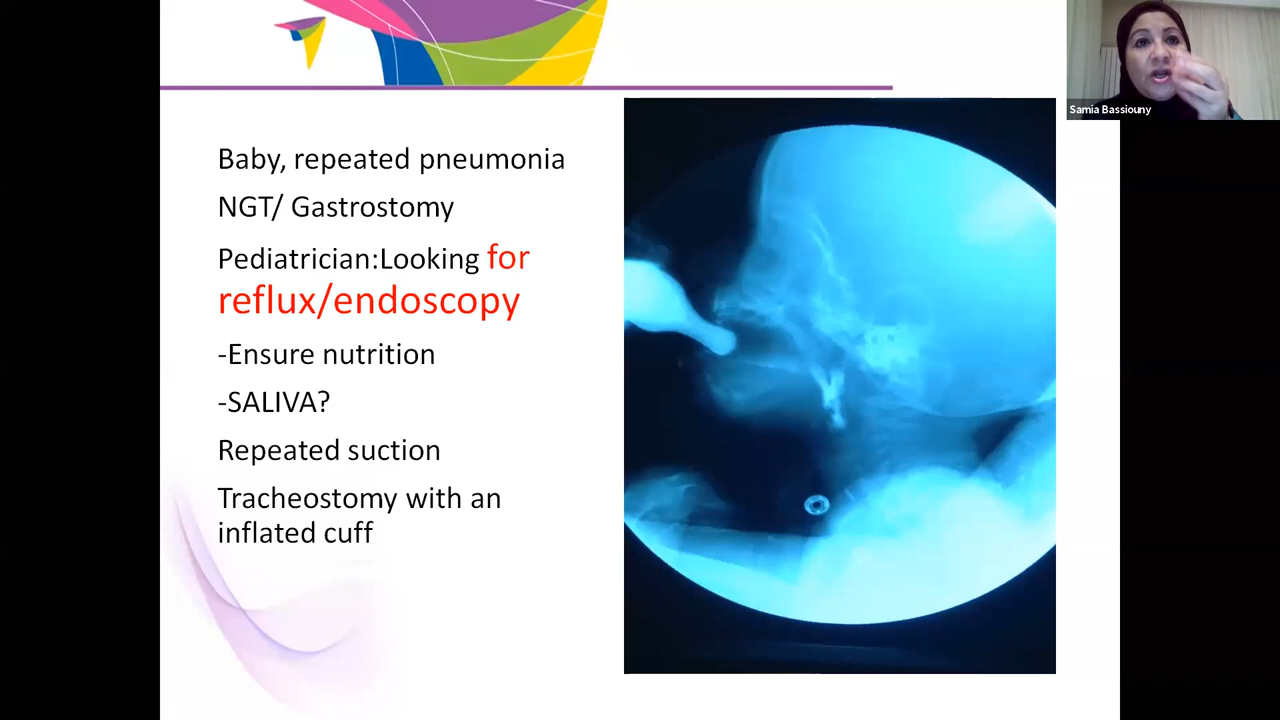 Samia Bassiouny
Baby, repeated pneumonia
NGT/ Gastrostomy
Pediatrician:Looking for
reflux/endoscopy
-Ensure nutrition
-SALIVA?
Repeated suction
Tracheostomy with an
inflated cuff